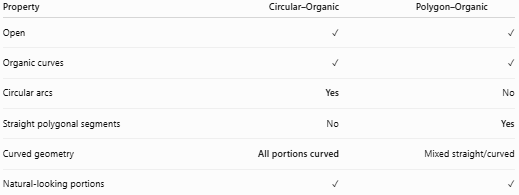 Property Circular–Organic Polygon–Organic
Open ✓ ✓
Organic curves ✓ ✓
Circular arcs Yes No
Straight polygonal segments No Yes
Curved geometry All portions curved Mixed straight/curved
Natural-looking portions ✓ ✓